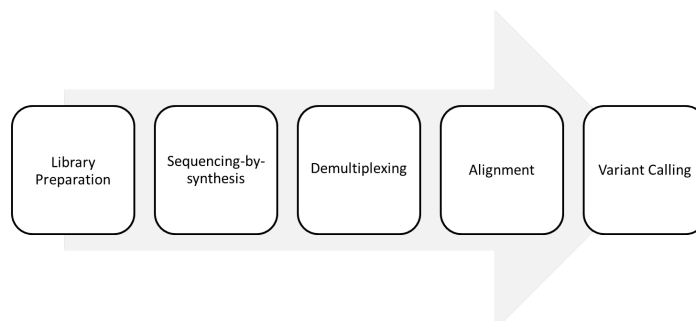 Library
Preparation
Sequencing-by-
synthesis
Demultiplexing
Alignment
Variant Calling